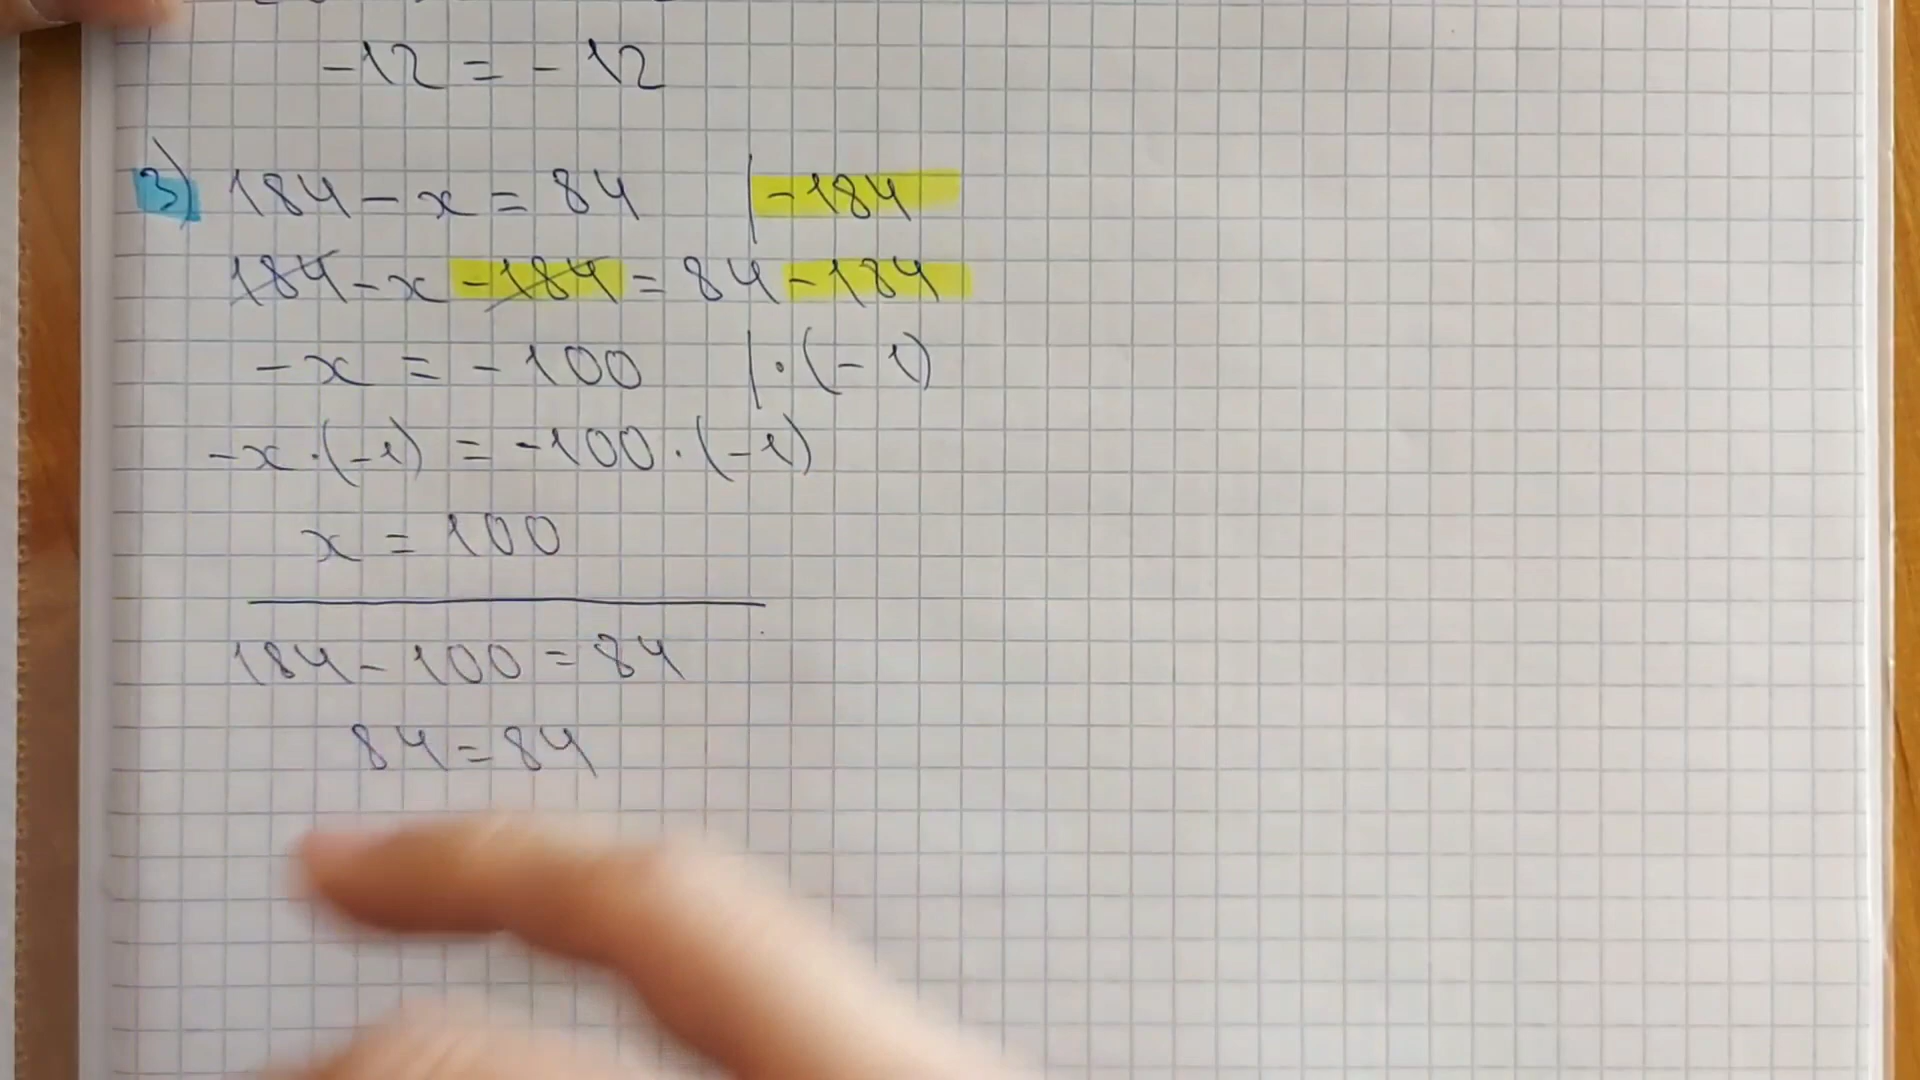 -12 = -12
3) 184 - x = 84 | -184
184 - x - 184 = 84 - 184
-x = -100 | · (-1)
-x · (-1) = -100 · (-1)
x = 100
184 - 100 = 84
84 = 84